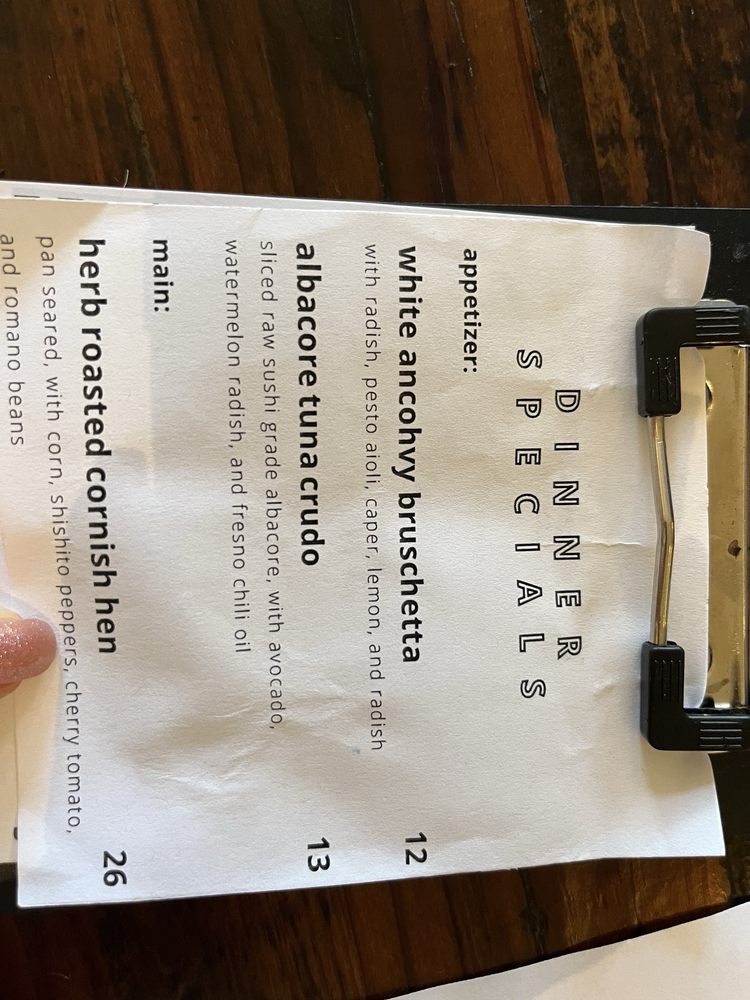 DINNER
SPECIALS
appetizer:
white ancohvy bruschetta 12
with radish, pesto aioli, caper, lemon, and radish
albacore tuna crudo 13
sliced raw sushi grade albacore, with avocado,
watermelon radish, and fresno chili oil
main:
herb roasted cornish hen 26
pan seared, with corn, shishito peppers, cherry tomato,
and romano beans